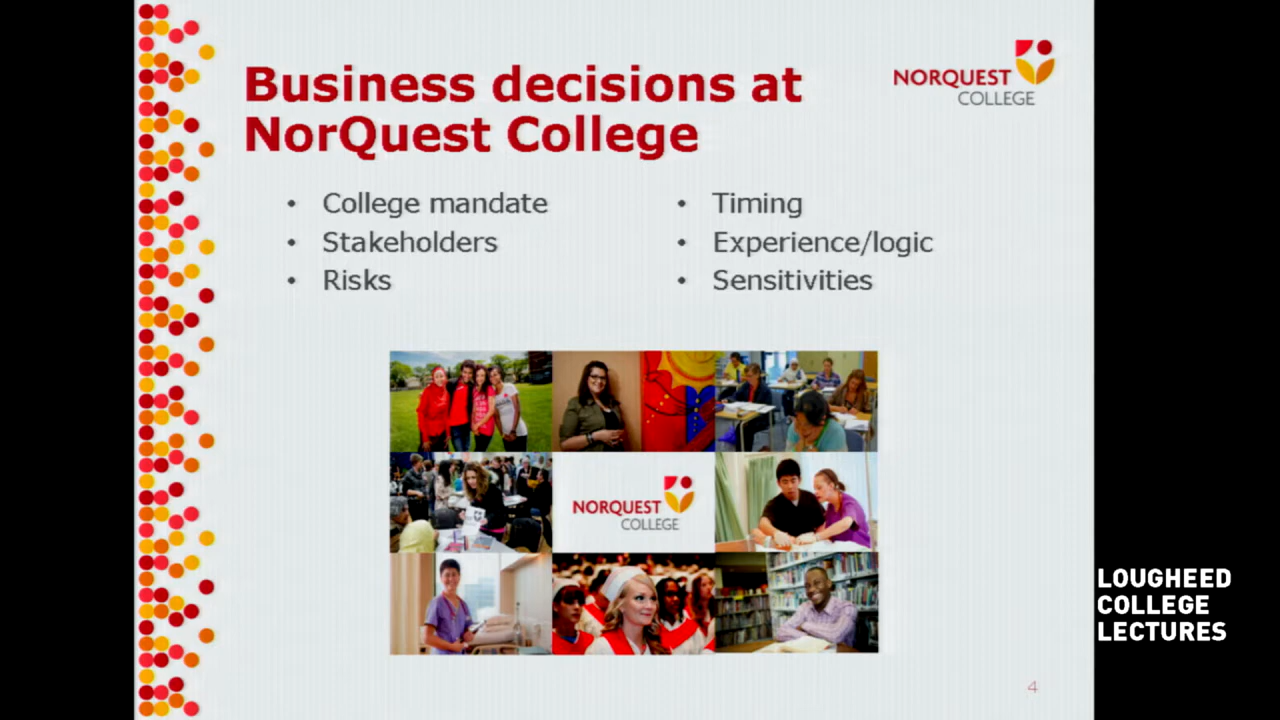 Business decisions at
NorQuest College
NORQUEST
COLLEGE
• College mandate
• Stakeholders
• Risks
• Timing
• Experience/logic
• Sensitivities
NORQUEST
COLLEGE
LOUGHEED
COLLEGE
LECTURES
4